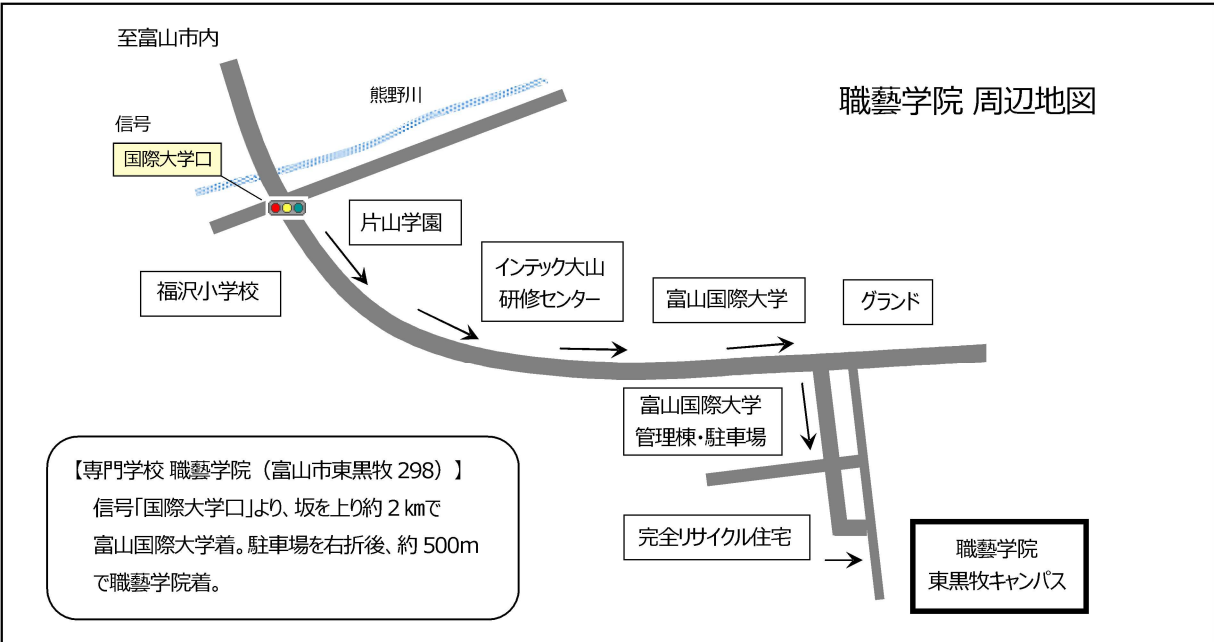 至富山市内
熊野川
職藝学院 周辺地図
信号
国際大学口
片山学園
インテック大山
研修センター
福沢小学校
富山国際大学
グランド
富山国際大学
管理棟・駐車場
【専門学校 職藝学院（富山市東黒牧 298）】
信号「国際大学口」より、坂を上り約 2 ㎞で
富山国際大学着。駐車場を右折後、約 500m
で職藝学院着。
完全リサイクル住宅
職藝学院
東黒牧キャンパス